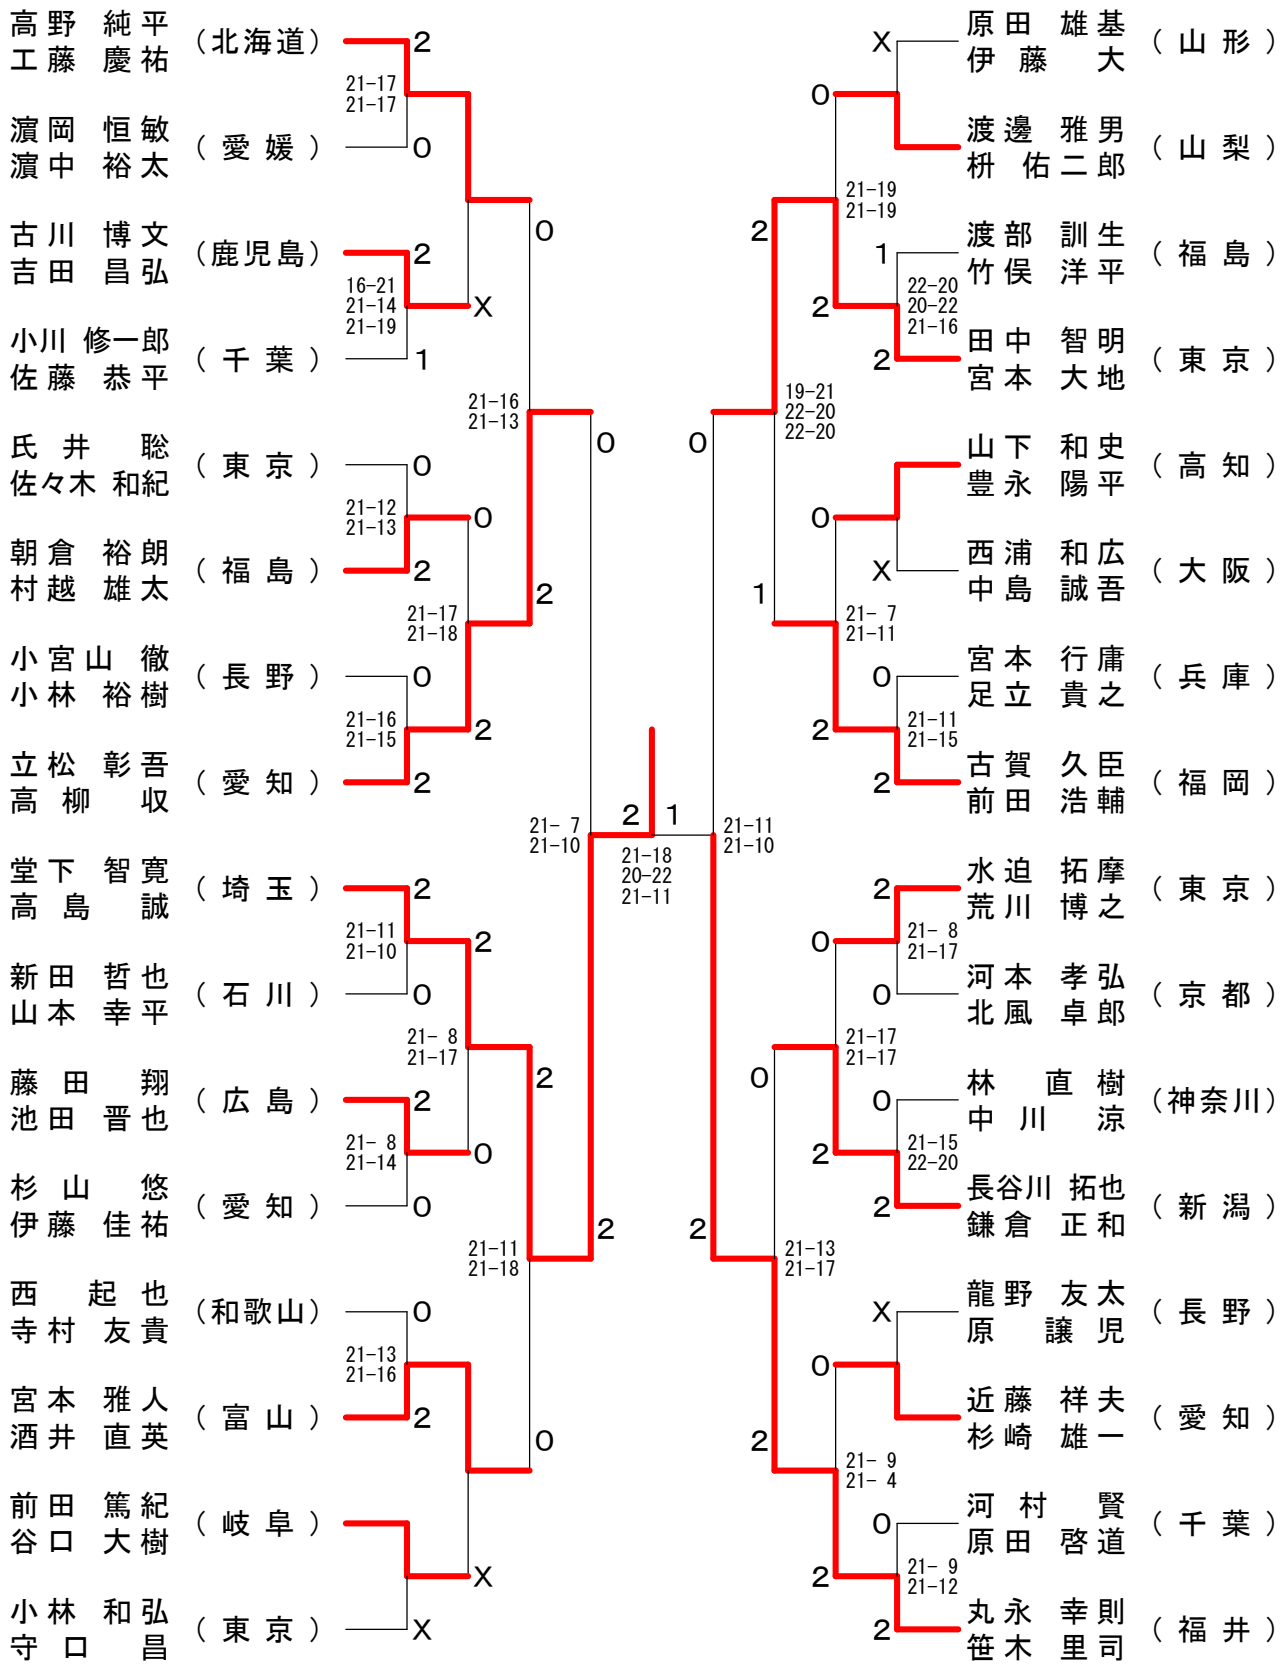 高野 純平
工藤 慶祐
(北海道)
2
21-17
21-17
濵岡 恒敏
濵中 裕太
(愛媛)
0
0
古川 博文
吉田 昌弘
(鹿児島)
2
16-21
21-14
21-19
X
小川 修一郎
佐藤 恭平
(千葉)
1
21-16
21-13
0
氏井 聡
佐々木 和紀
(東京)
0
21-12
21-13
0
朝倉 裕朗
村越 雄太
(福島)
2
2
21-17
21-18
小宮山 徹
小林 裕樹
(長野)
0
21-16
21-15
2
立松 彰吾
高柳 収
(愛知)
2
21- 7
21-10
堂下 智寛
高島 誠
(埼玉)
2
21-11
21-10
2
新田 哲也
山本 幸平
(石川)
0
21- 8
21-17
2
藤田 翔
池田 晋也
(広島)
2
21- 8
21-14
0
杉山 悠
伊藤 佳祐
(愛知)
0
2
21-11
21-18
西 起也
寺村 友貴
(和歌山)
0
21-13
21-16
宮本 雅人
酒井 直英
(富山)
2
0
前田 篤紀
谷口 大樹
(岐阜)
X
小林 和弘
守口 昌
(東京)
X
2
1
21-18
20-22
21-11
X
原田 雄基
伊藤 大
(山形)
0
渡邊 雅男
枡 佑二郎
(山梨)
21-19
21-19
2
1
渡部 訓生
竹俣 洋平
(福島)
22-20
20-22
21-16
2
2
田中 智明
宮本 大地
(東京)
19-21
22-20
22-20
0
山下 和史
豊永 陽平
(高知)
0
X
西浦 和広
中島 誠吾
(大阪)
1
21- 7
21-11
0
宮本 行庸
足立 貴之
(兵庫)
21-11
21-15
2
2
古賀 久臣
前田 浩輔
(福岡)
21-11
21-10
2
水迫 拓摩
荒川 博之
(東京)
21- 8
21-17
0
0
河本 孝弘
北風 卓郎
(京都)
21-17
21-17
0
0
林 直樹
中川 涼
(神奈川)
21-15
22-20
2
2
長谷川 拓也
鎌倉 正和
(新潟)
2
21-13
21-17
X
龍野 友太
原 譲児
(長野)
0
近藤 祥夫
杉崎 雄一
(愛知)
2
21- 9
21- 4
0
河村 賢
原田 啓道
(千葉)
21- 9
21-12
2
2
丸永 幸則
笹木 里司
(福井)